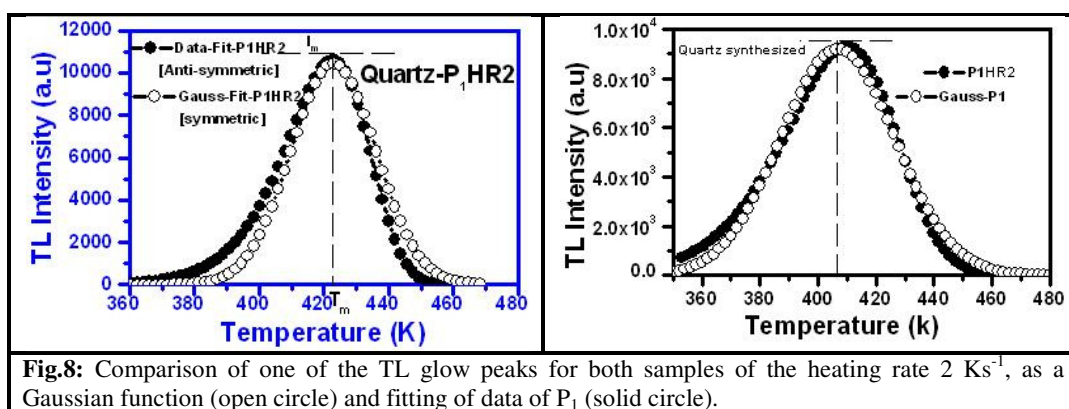 12000
10000
8000
6000
4000
2000
0
TL Intensity (a.u)
Data-Fit-P1HR2
[Anti-symmetric]
Gauss-Fit-P1HR2
[symmetric]
I_m
Quartz-P₁HR2
360 380 400 420 440 460 480
T_m
Temperature (K)
1.0x10⁴
8.0x10³
6.0x10³
4.0x10³
2.0x10³
0.0
TL Intensity (a.u)
Quartz synthesized
P1HR2
Gauss-P1
360 380 400 420 440 460 480
Temperature (k)
Fig.8: Comparison of one of the TL glow peaks for both samples of the heating rate 2 Ks⁻¹, as a
Gaussian function (open circle) and fitting of data of P₁ (solid circle).